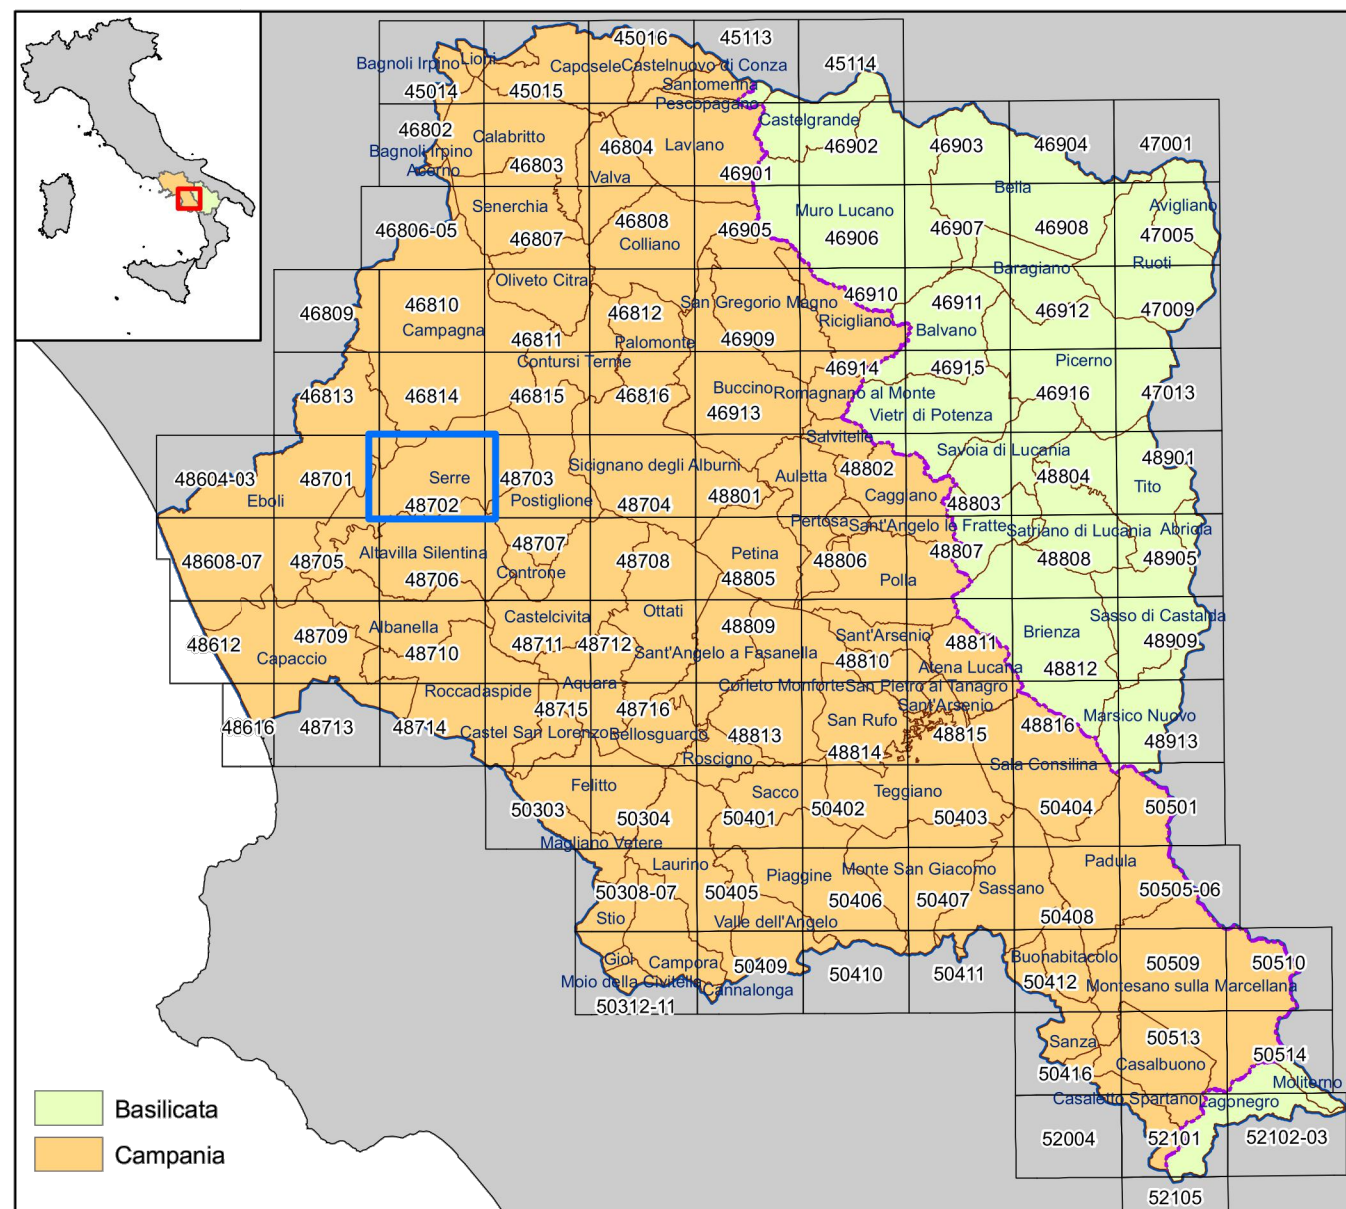 45016
45113
Bagnoli Irpino
Lioni
Caposele
Castelnuovo di Conza
45114
45014
45015
Santomenna
Pescopagano
46802
Calabritto
Castelgrande
46804
Laviano
46902
46903
46904
47001
Bagnoli Irpino
Acerno
46803
Valva
46901
Bella
Senerchia
Muro Lucano
Avigliano
46806-05
46807
46808
Colliano
46905
46906
46907
46908
47005
Oliveto Citra
Baragiano
Ruoti
46809
46810
Campagna
46812
San Gregorio Magno
46910
Ricigliano
46911
Balvano
46912
47009
46811
Palomonte
46909
Contursi Terme
Picerno
46813
46814
46815
46816
Buccino
46913
46914
Romagnano al Monte
46915
Vietri di Potenza
46916
47013
Salvitelle
Savoia di Lucania
48604-03
Eboli
48701
Serre
48702
48703
Postiglione
Sicignano degli Alburni
48704
48801
Auletta
48802
Caggiano
48803
48804
48901
Tito
Pertosa
Sant'Angelo le Fratte
Satriano di Lucania
Abriola
48608-07
48705
Altavilla Silentina
48706
48707
Controne
48708
Petina
48805
48806
Polla
48807
48808
48905
Castelcivita
Ottati
48612
48709
Capaccio
Albanella
48710
48711
48712
Sant'Angelo a Fasanella
48809
Sant'Arsenio
48810
48811
Atena Lucana
Brienza
48812
Sasso di Castalda
48909
Roccadaspide
Aquara
Corleto Monforte
San Pietro al Tanagro
Sant'Arsenio
48616
48713
48714
48715
Castel San Lorenzo
48716
Bellosguardo
Roscigno
48813
San Rufo
48814
48815
48816
Marsico Nuovo
48913
Sala Consilina
Felitto
Sacco
Teggiano
50303
50304
50401
50402
50403
50404
50501
Magliano Vetere
Laurino
Piaggine
Monte San Giacomo
Sassano
Padula
50308-07
50405
50406
50407
50408
50505-06
Stio
Valle dell'Angelo
Gioi
Campora
50409
50410
50411
Buonabitacolo
50412
50509
50510
Moio della Civitella
Cannalonga
Montesano sulla Marcellana
50312-11
Sanza
50513
Casalbuono
50514
50416
Moliterno
Casaletto Spartano
Lagonegro
52004
52101
52102-03
52105
Basilicata
Campania